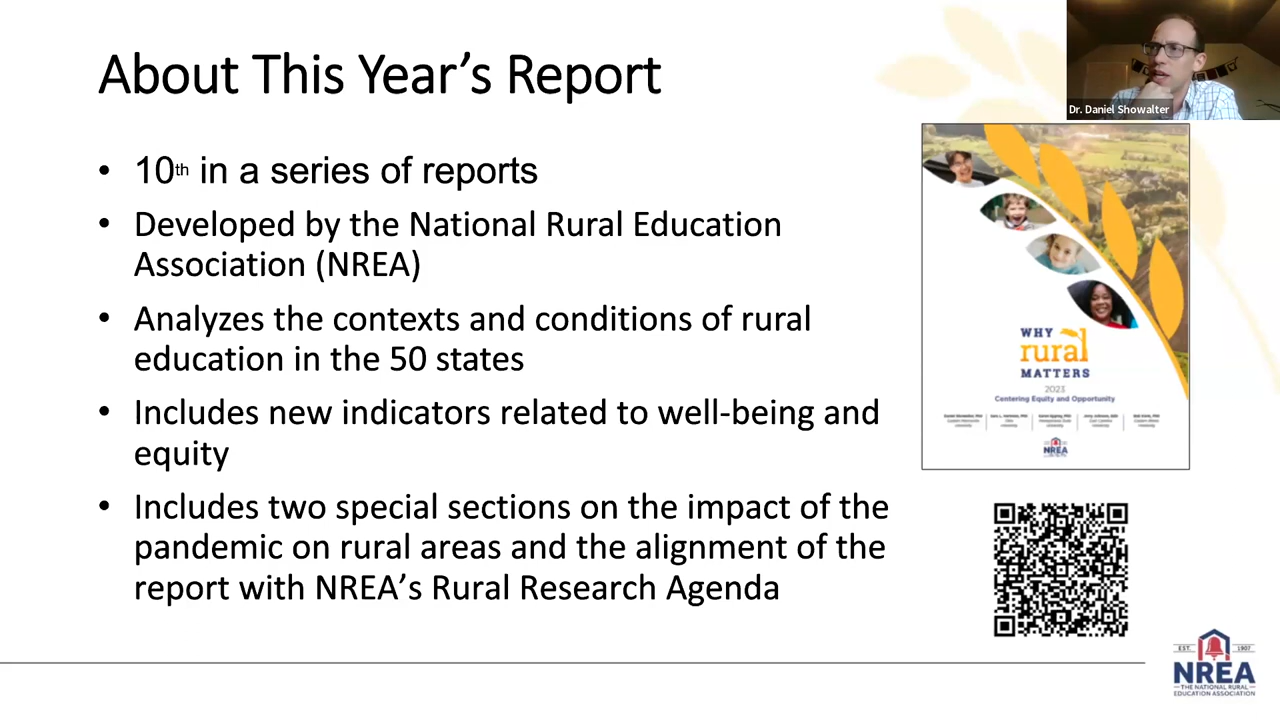 About This Year's Report
Dr. Daniel Showalter
• 10th in a series of reports
• Developed by the National Rural Education
Association (NREA)
• Analyzes the contexts and conditions of rural
education in the 50 states
• Includes new indicators related to well-being and
equity
• Includes two special sections on the impact of the
pandemic on rural areas and the alignment of the
report with NREA's Rural Research Agenda
WHY
rural
MATTERS
2023
Centering Equity and Opportunity
NREA
EST. 1907
NREA
THE NATIONAL RURAL
EDUCATION ASSOCIATION